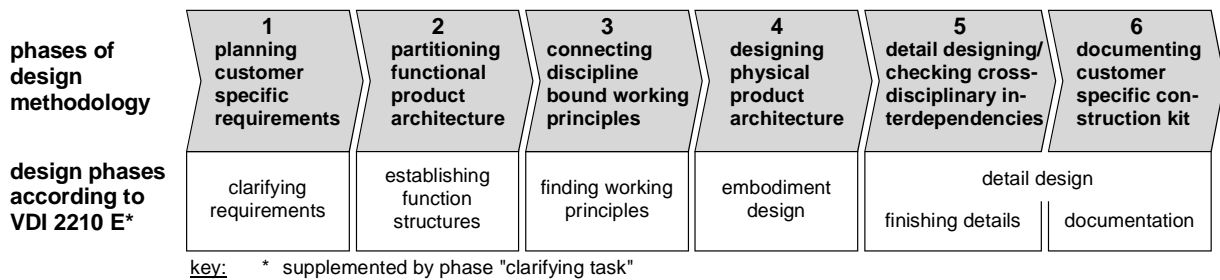 phases of
design
methodology
1
planning
customer
specific
requirements
2
partitioning
functional
product
architecture
3
connecting
discipline
bound working
principles
4
designing
physical
product
architecture
5
detail designing/
checking cross-
disciplinary in-
terdependencies
6
documenting
customer
specific con-
struction kit
design phases
according to
VDI 2210 E*
clarifying
requirements
establishing
function
structures
finding working
principles
embodiment
design
detail design
finishing details
documentation
key: * supplemented by phase "clarifying task"